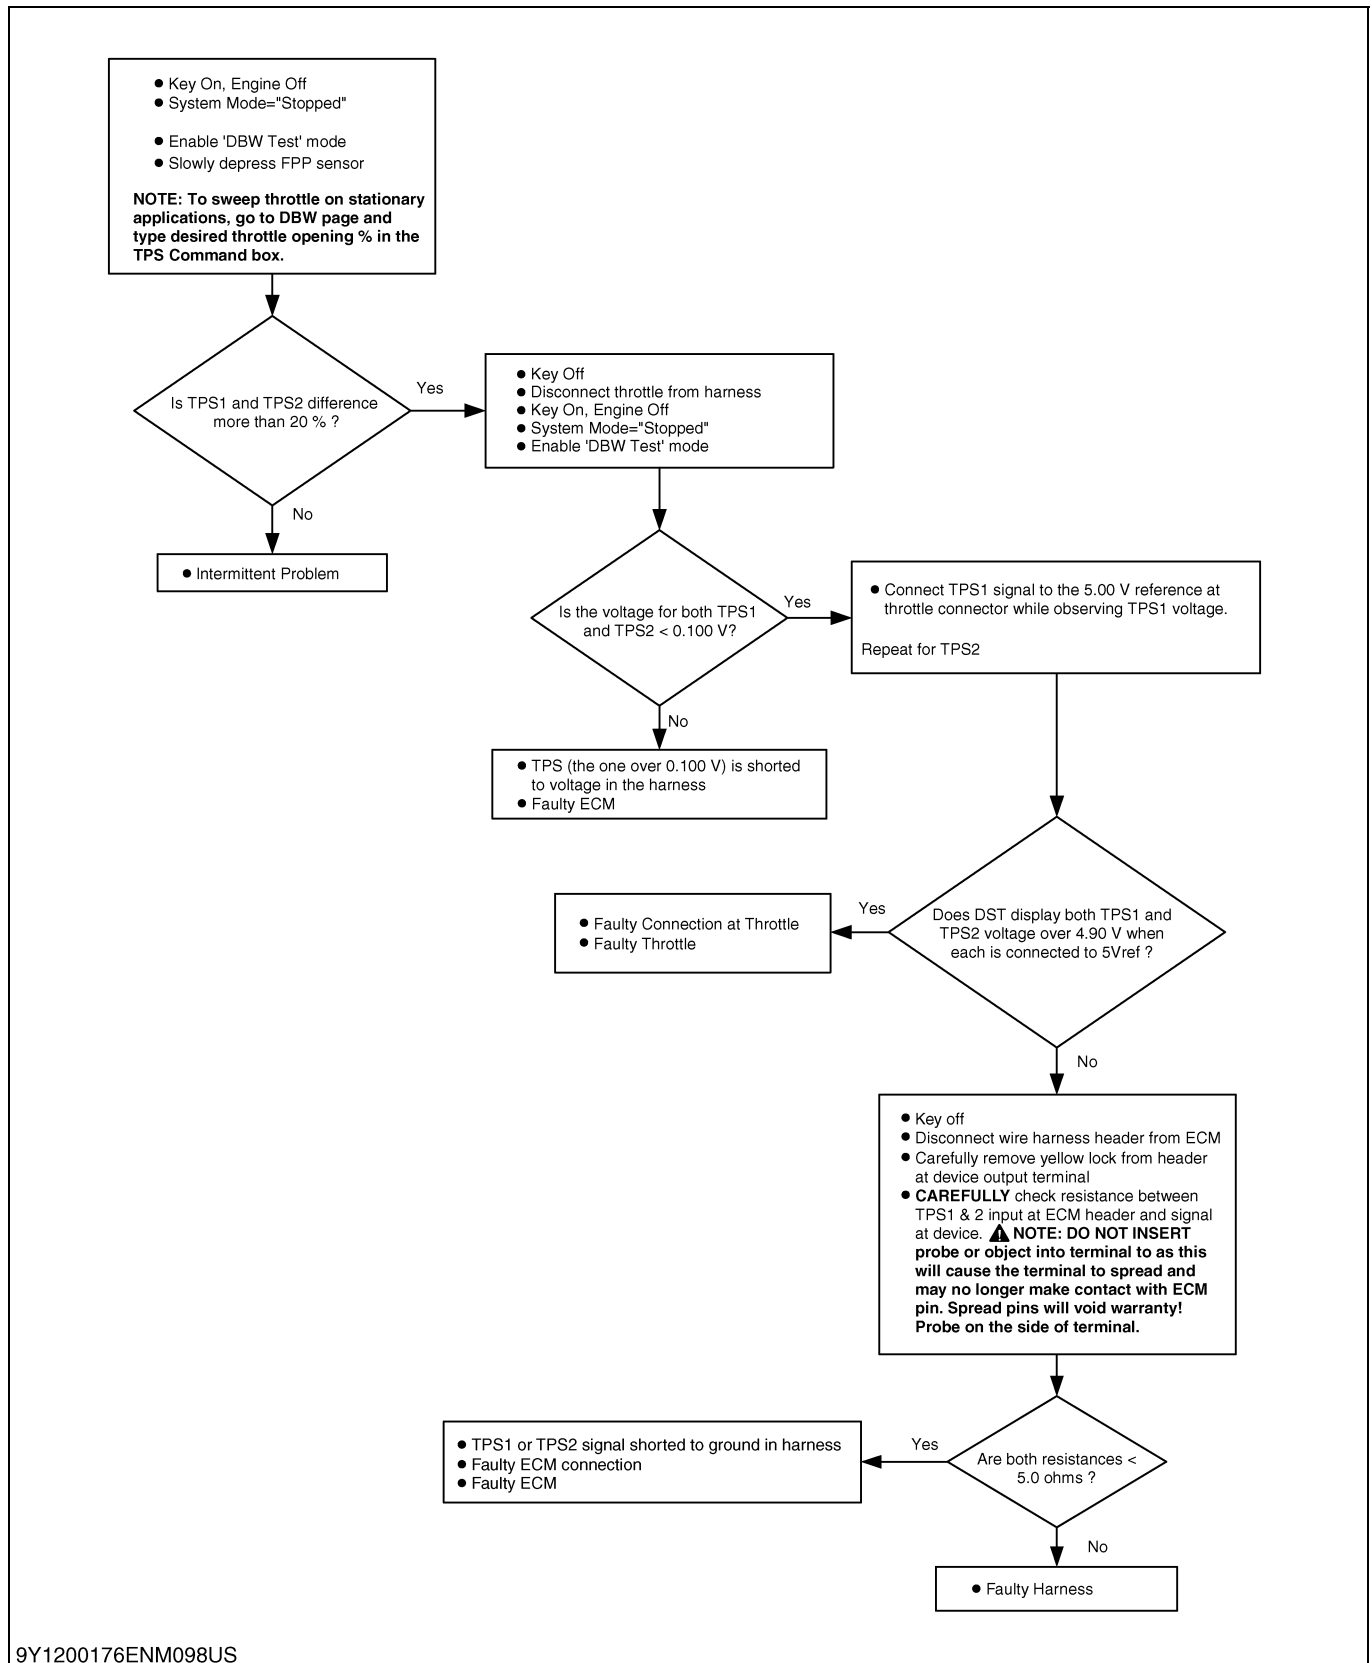 ● Key On, Engine Off
● System Mode="Stopped"
● Enable 'DBW Test' mode
● Slowly depress FPP sensor
NOTE: To sweep throttle on stationary
applications, go to DBW page and
type desired throttle opening % in the
TPS Command box.
Is TPS1 and TPS2 difference
more than 20 % ?
Yes
No
● Intermittent Problem
● Key Off
● Disconnect throttle from harness
● Key On, Engine Off
● System Mode="Stopped"
● Enable 'DBW Test' mode
Is the voltage for both TPS1
and TPS2 < 0.100 V?
Yes
No
● TPS (the one over 0.100 V) is shorted
to voltage in the harness
● Faulty ECM
● Connect TPS1 signal to the 5.00 V reference at
throttle connector while observing TPS1 voltage.
Repeat for TPS2
Does DST display both TPS1 and
TPS2 voltage over 4.90 V when
each is connected to 5Vref ?
Yes
● Faulty Connection at Throttle
● Faulty Throttle
No
● Key off
● Disconnect wire harness header from ECM
● Carefully remove yellow lock from header
at device output terminal
● CAREFULLY check resistance between
TPS1 & 2 input at ECM header and signal
at device. NOTE: DO NOT INSERT
probe or object into terminal to as this
will cause the terminal to spread and
may no longer make contact with ECM
pin. Spread pins will void warranty!
Probe on the side of terminal.
Are both resistances <
5.0 ohms ?
Yes
● TPS1 or TPS2 signal shorted to ground in harness
● Faulty ECM connection
● Faulty ECM
No
● Faulty Harness
9Y1200176ENM098US